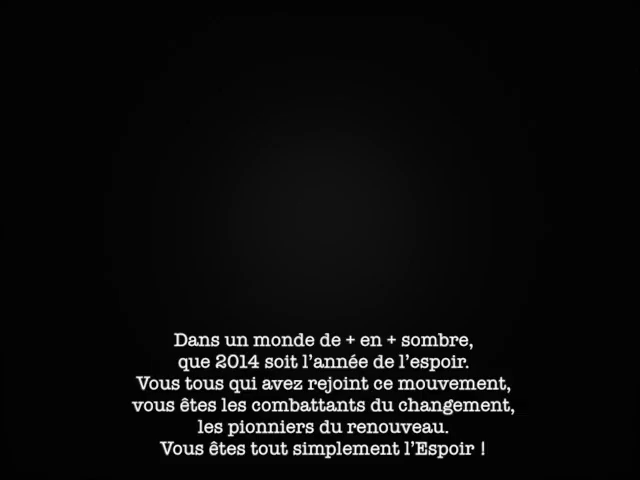 Dans un monde de + en + sombre,
que 2014 soit l'année de l'espoir.
Vous tous qui avez rejoint ce mouvement,
vous êtes les combattants du changement,
les pionniers du renouveau.
Vous êtes tout simplement l'Espoir !